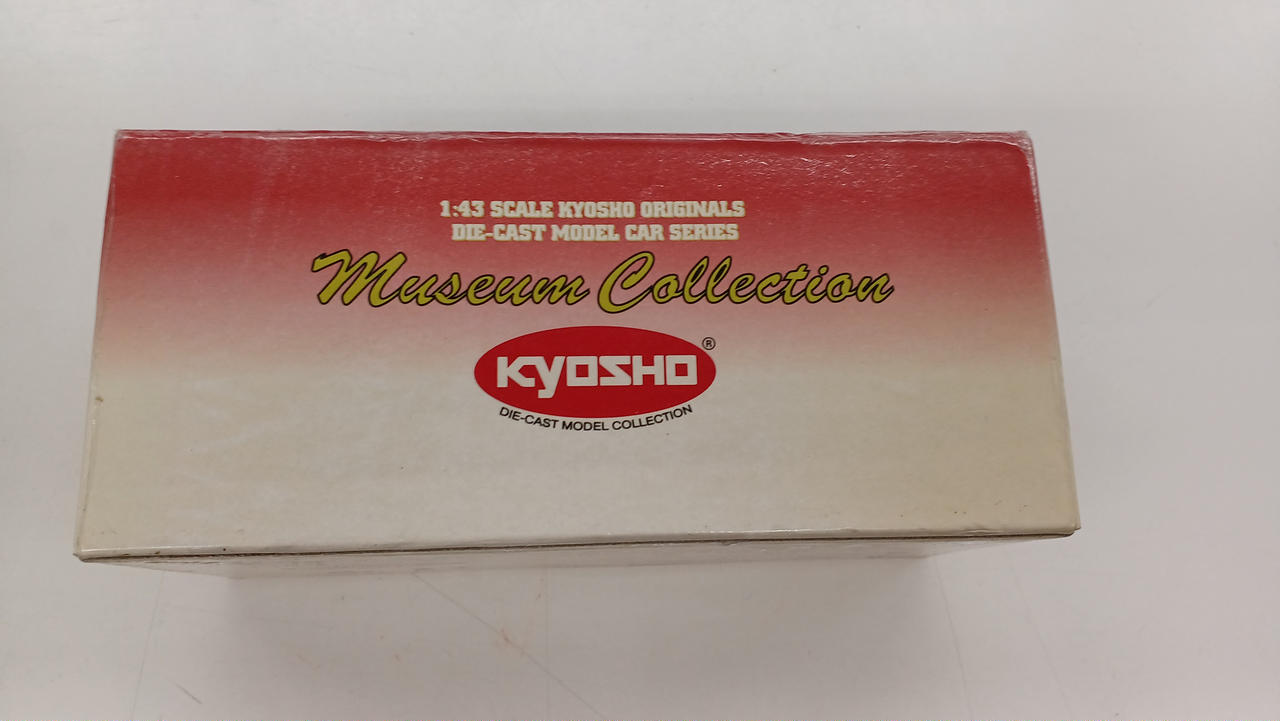 1:43 SCALE KYOSHO ORIGINALS
DIE-CAST MODEL CAR SERIES
Museum Collection
KYOSHO ®
DIE-CAST MODEL COLLECTION